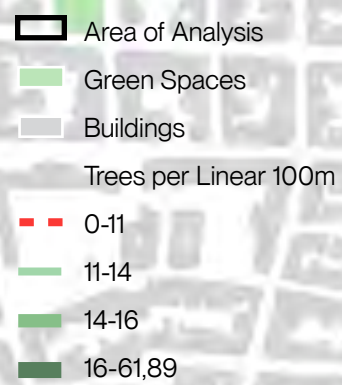 Area of Analysis
Green Spaces
Buildings
Trees per Linear 100m
0-11
11-14
14-16
16-61,89